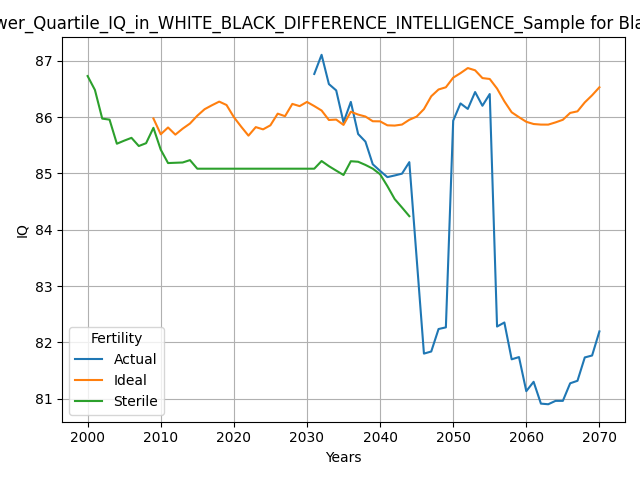 wer_Quartile_IQ_in_WHITE_BLACK_DIFFERENCE_INTELLIGENCE_Sample for Bla
87
86
85
84
83
82
81
IQ
Fertility
Actual
Ideal
Sterile
2000 2010 2020 2030 2040 2050 2060 2070
Years